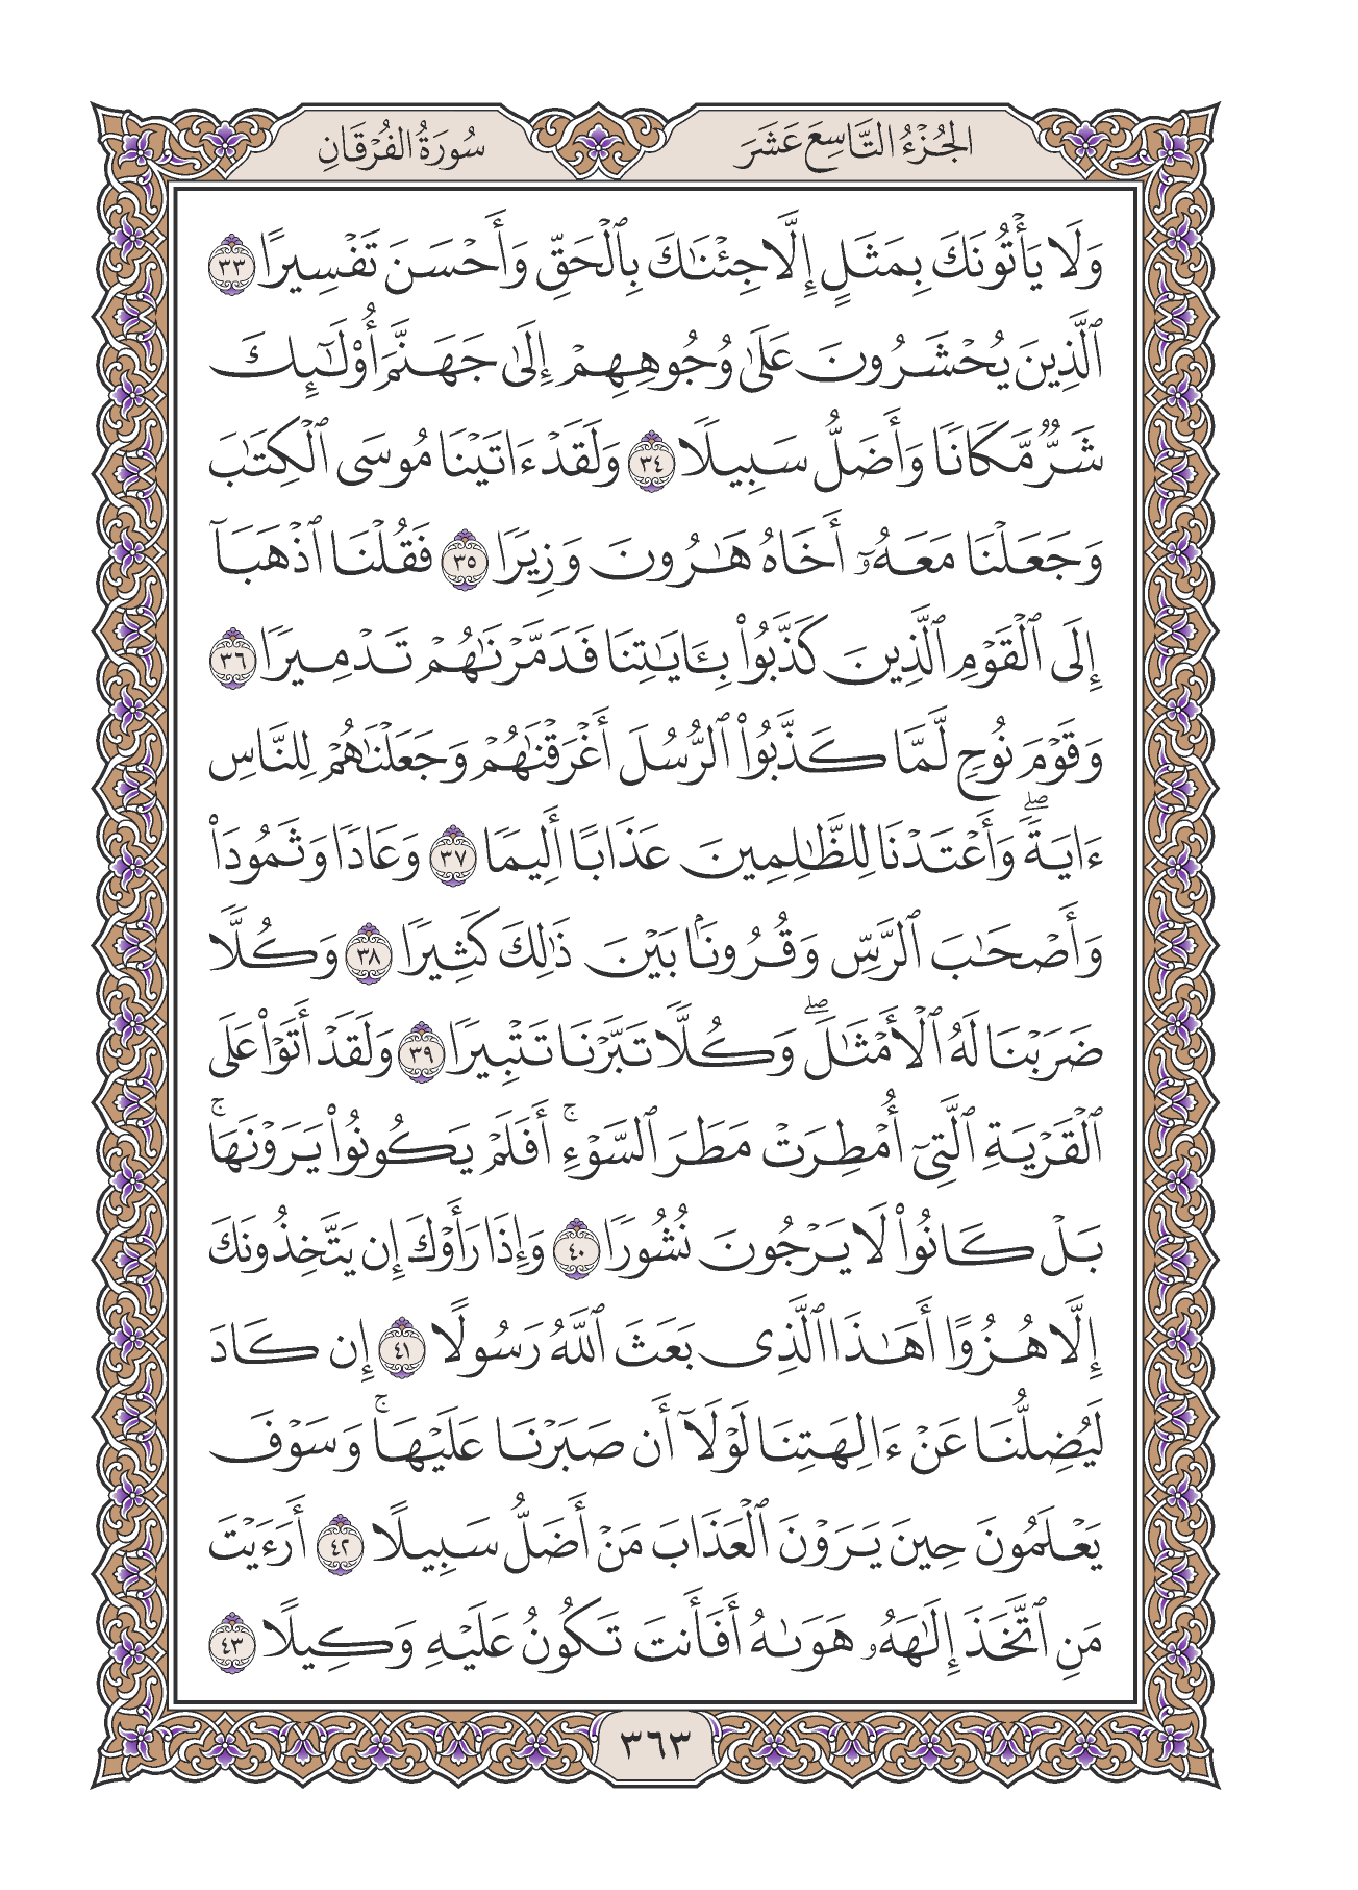 الجُزْءُ التَّاسِعَ عَشَرَ
سُورَةُ الفُرْقَانِ
وَلَا يَأْتُونَكَ بِمَثَلٍ إِلَّا جِئْنَٰكَ بِٱلْحَقِّ وَأَحْسَنَ تَفْسِيرًا ٣٣
ٱلَّذِينَ يُحْشَرُونَ عَلَىٰ وُجُوهِهِمْ إِلَىٰ جَهَنَّمَ أُو۟لَٰٓئِكَ
شَرٌّ مَّكَانًا وَأَضَلُّ سَبِيلًا ٣٤ وَلَقَدْ ءَاتَيْنَا مُوسَى ٱلْكِتَٰبَ
وَجَعَلْنَا مَعَهُۥٓ أَخَاهُ هَٰرُونَ وَزِيرًا ٣٥ فَقُلْنَا ٱذْهَبَآ
إِلَى ٱلْقَوْمِ ٱلَّذِينَ كَذَّبُوا۟ بِـَٔايَٰتِنَا فَدَمَّرْنَٰهُمْ تَدْمِيرًا ٣٦
وَقَوْمَ نُوحٍ لَّمَّا كَذَّبُوا۟ ٱلرُّسُلَ أَغْرَقْنَٰهُمْ وَجَعَلْنَٰهُمْ لِلنَّاسِ
ءَايَةً ۖ وَأَعْتَدْنَا لِلظَّٰلِمِينَ عَذَابًا أَلِيمًا ٣٧ وَعَادًا وَثَمُودَا۟
وَأَصْحَٰبَ ٱلرَّسِّ وَقُرُونًۢا بَيْنَ ذَٰلِكَ كَثِيرًا ٣٨ وَكُلًّا
ضَرَبْنَا لَهُ ٱلْأَمْثَٰلَ ۖ وَكُلًّا تَبَّرْنَا تَتْبِيرًا ٣٩ وَلَقَدْ أَتَوْا۟ عَلَى
ٱلْقَرْيَةِ ٱلَّتِىٓ أُمْطِرَتْ مَطَرَ ٱلسَّوْءِ ۚ أَفَلَمْ يَكُونُوا۟ يَرَوْنَهَا ۚ
بَلْ كَانُوا۟ لَا يَرْجُونَ نُشُورًا ٤٠ وَإِذَا رَأَوْكَ إِن يَتَّخِذُونَكَ
إِلَّا هُزُوًا أَهَٰذَا ٱلَّذِى بَعَثَ ٱللَّهُ رَسُولًا ٤١ إِن كَادَ
لَيُضِلُّنَا عَنْ ءَالِهَتِنَا لَوْلَآ أَن صَبَرْنَا عَلَيْهَا ۚ وَسَوْفَ
يَعْلَمُونَ حِينَ يَرَوْنَ ٱلْعَذَابَ مَنْ أَضَلُّ سَبِيلًا ٤٢ أَرَءَيْتَ
مَنِ ٱتَّخَذَ إِلَٰهَهُۥ هَوَىٰهُ أَفَأَنتَ تَكُونُ عَلَيْهِ وَكِيلًا ٤٣
٣٦٣